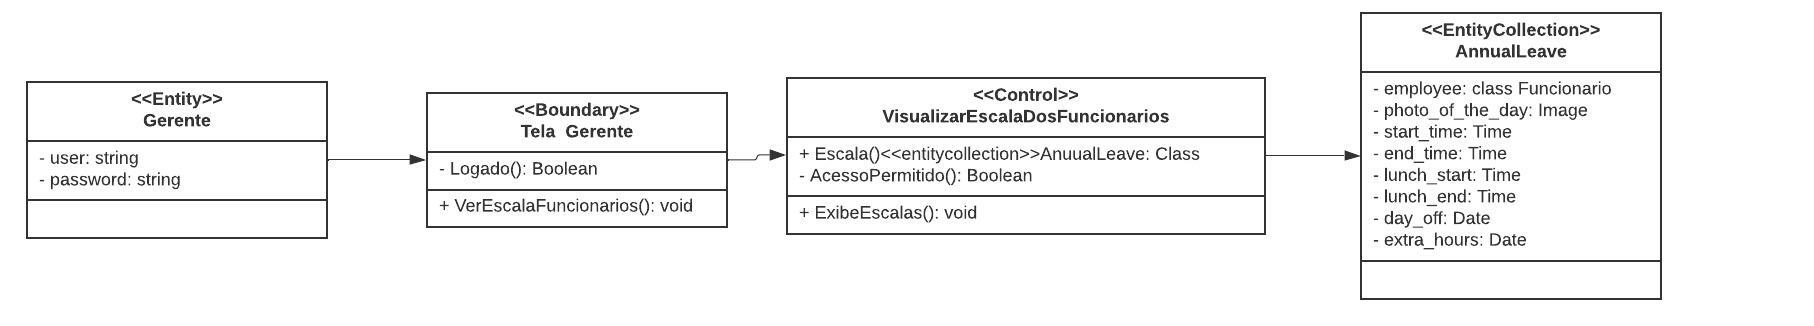 <<Entity>>
Gerente
- user: string
- password: string
<<Boundary>>
Tela Gerente
- Logado(): Boolean
+ VerEscalaFuncionarios(): void
<<Control>>
VisualizarEscalaDosFuncionarios
+ Escala()<<entitycollection>>AnuualLeave: Class
- AcessoPermitido(): Boolean
+ ExibeEscalas(): void
<<EntityCollection>>
AnnualLeave
- employee: class Funcionario
- photo_of_the_day: Image
- start_time: Time
- end_time: Time
- lunch_start: Time
- lunch_end: Time
- day_off: Date
- extra_hours: Date